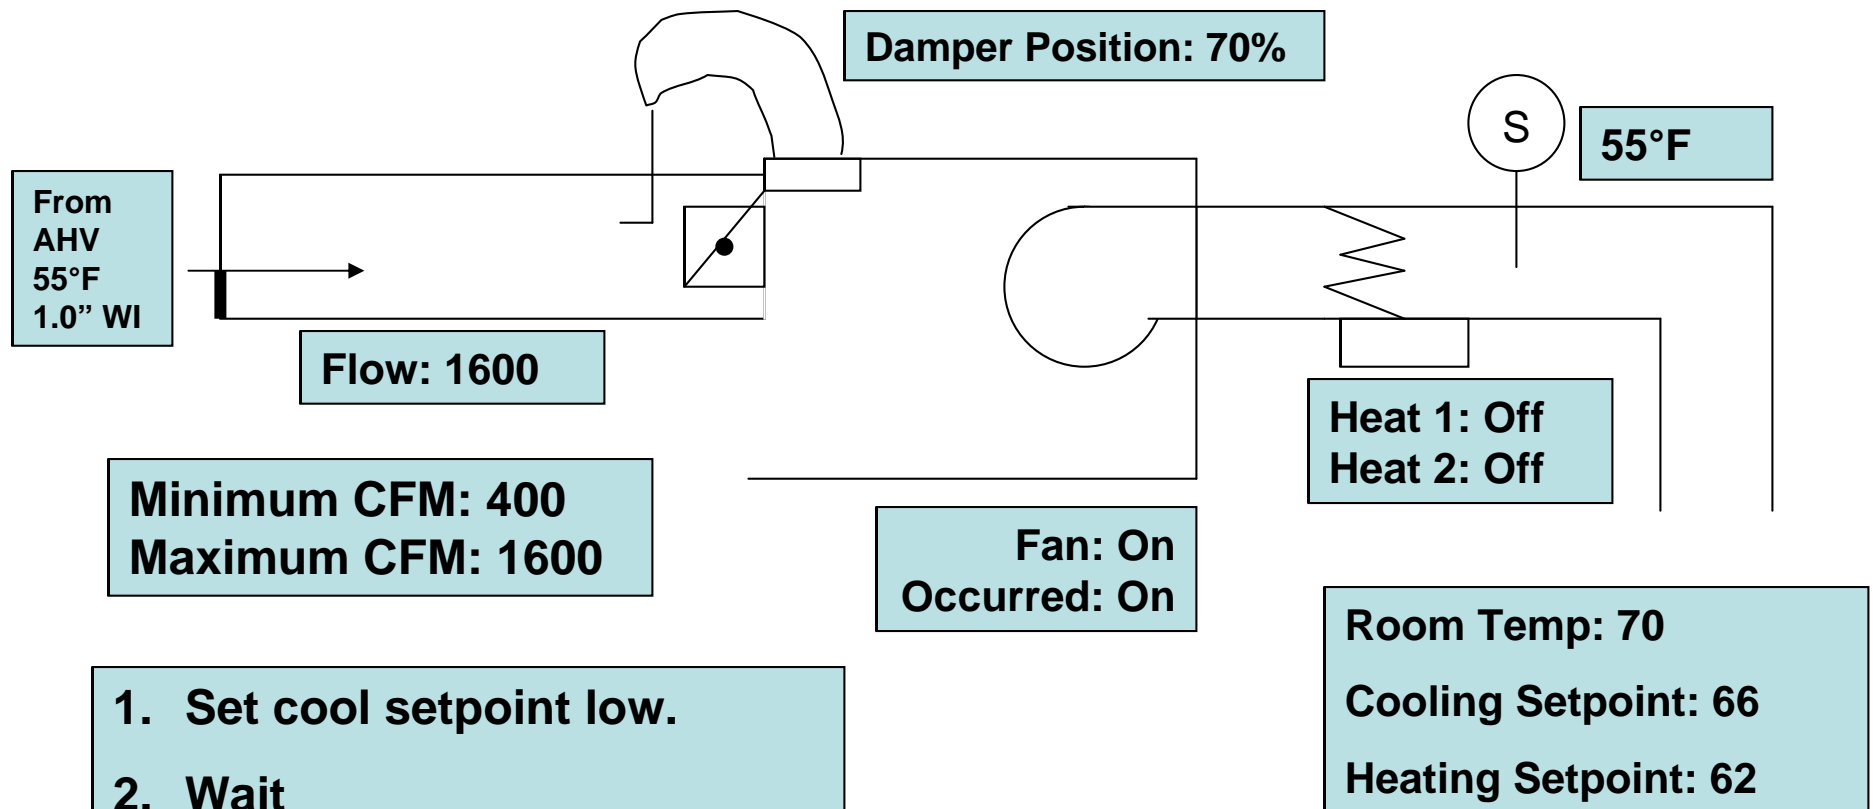 Damper Position: 70%
S
55°F
From
AHV
55°F
1.0” WI
Flow: 1600
Heat 1: Off
Heat 2: Off
Minimum CFM: 400
Maximum CFM: 1600
Fan: On
Occurred: On
Room Temp: 70
Cooling Setpoint: 66
Heating Setpoint: 62
1. Set cool setpoint low.
2. Wait